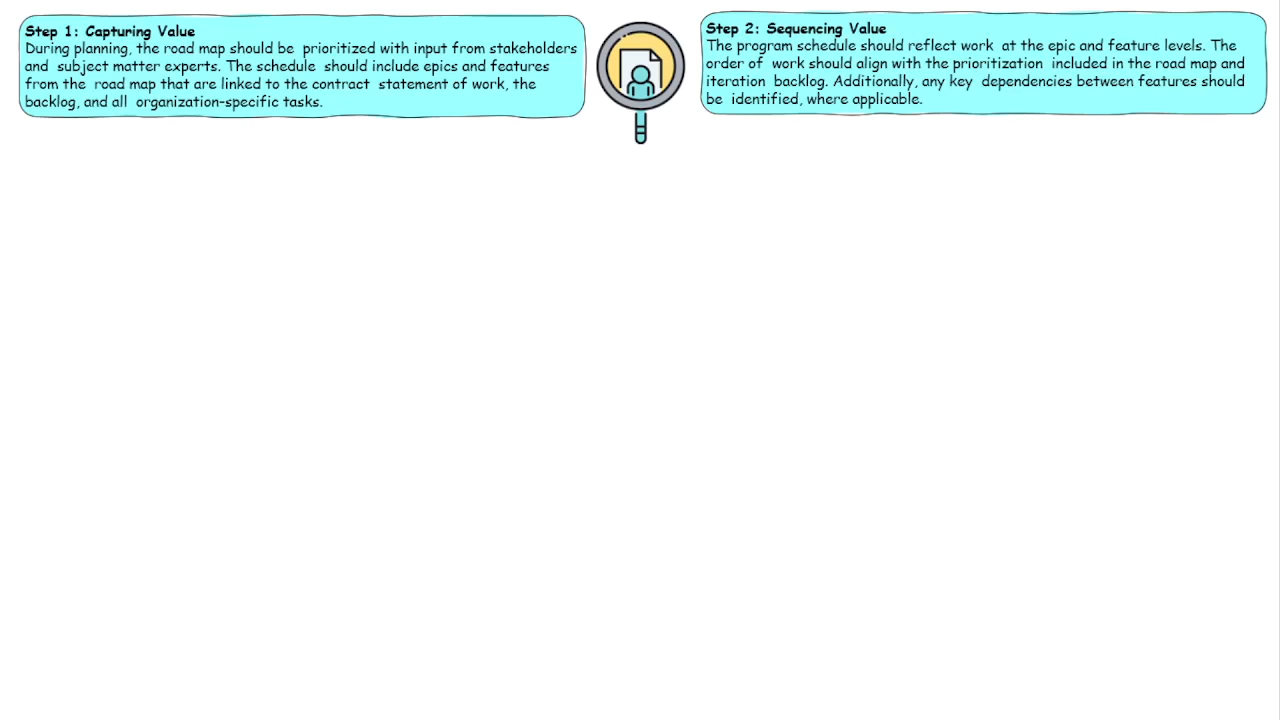 Step 1: Capturing Value
During planning, the road map should be prioritized with input from stakeholders
and subject matter experts. The schedule should include epics and features
from the road map that are linked to the contract statement of work, the
backlog, and all organization-specific tasks.
Step 2: Sequencing Value
The program schedule should reflect work at the epic and feature levels. The
order of work should align with the prioritization included in the road map and
iteration backlog. Additionally, any key dependencies between features should
be identified, where applicable.